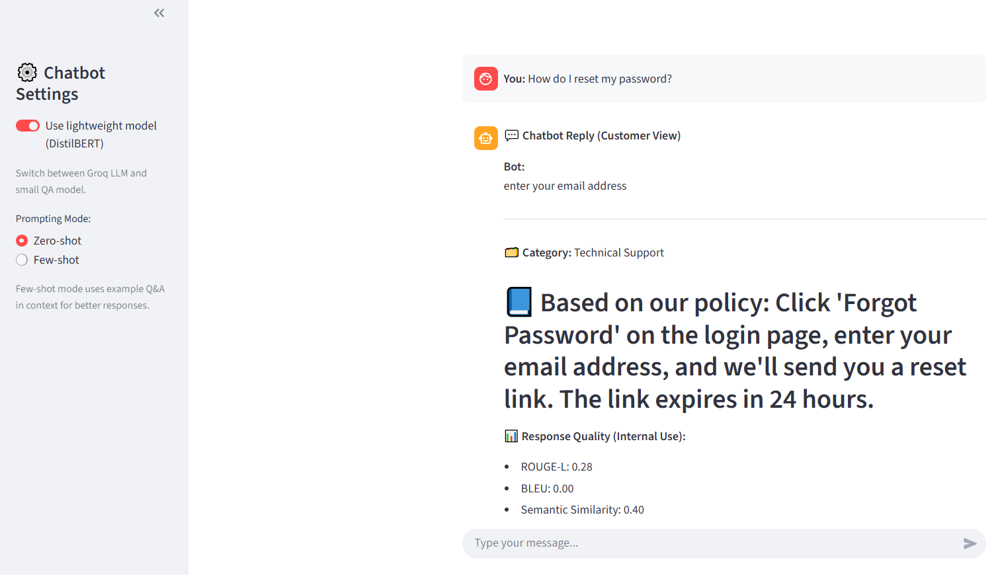 Chatbot
Settings
Use lightweight model
(DistilBERT)
Switch between Groq LLM and
small QA model.
Prompting Mode:
Zero-shot
Few-shot
Few-shot mode uses example Q&A
in context for better responses.
You: How do I reset my password?
Chatbot Reply (Customer View)
Bot:
enter your email address
Category: Technical Support
Based on our policy: Click 'Forgot
Password' on the login page, enter your
email address, and we'll send you a reset
link. The link expires in 24 hours.
Response Quality (Internal Use):
• ROUGE-L: 0.28
• BLEU: 0.00
• Semantic Similarity: 0.40
Type your message...